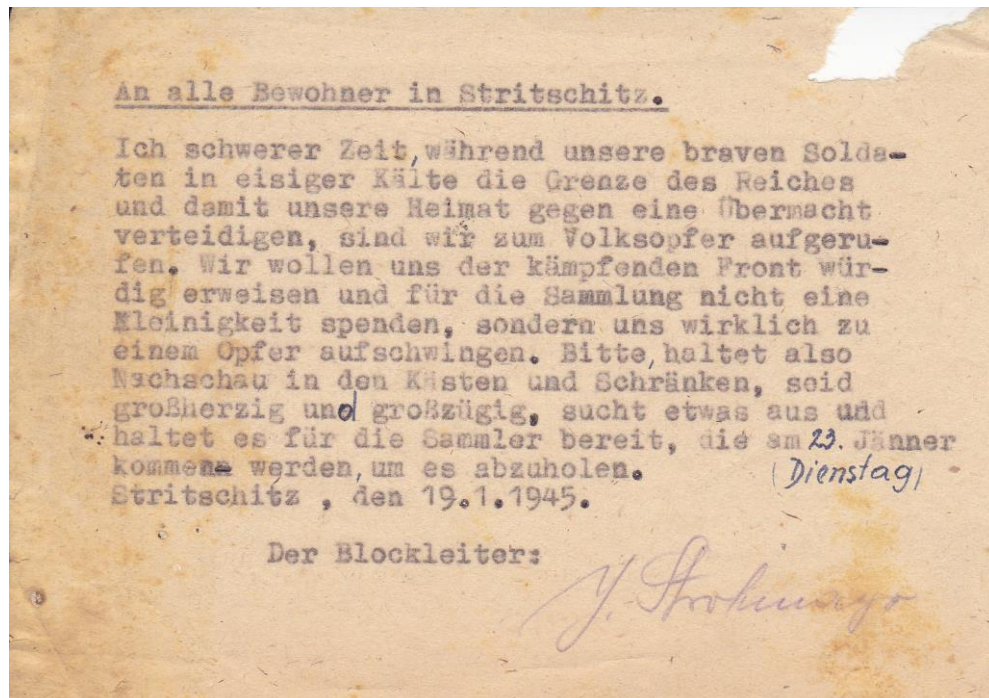 An alle Bewohner in Stritschitz.
Ich schwerer Zeit, während unsere braven Solda-
ten in eisiger Kälte die Grenze des Reiches
und damit unsere Heimat gegen eine Übermacht
verteidigen, sind wir zum Volksopfer aufgeru-
fen. Wir wollen uns der kämpfenden Front wür-
dig erweisen und für die Sammlung nicht eine
Kleinigkeit spenden, sondern uns wirklich zu
einem Opfer aufschwingen. Bitte, haltet also
Nachschau in den Kästen und Schränken, seid
großherzig und großzügig, sucht etwas aus und
haltet es für die Sammler bereit, die am 23. Jänner
kommen werden, um es abzuholen. (Dienstag)
Stritschitz , den 19.1.1945.
Der Blockleiter:
J.